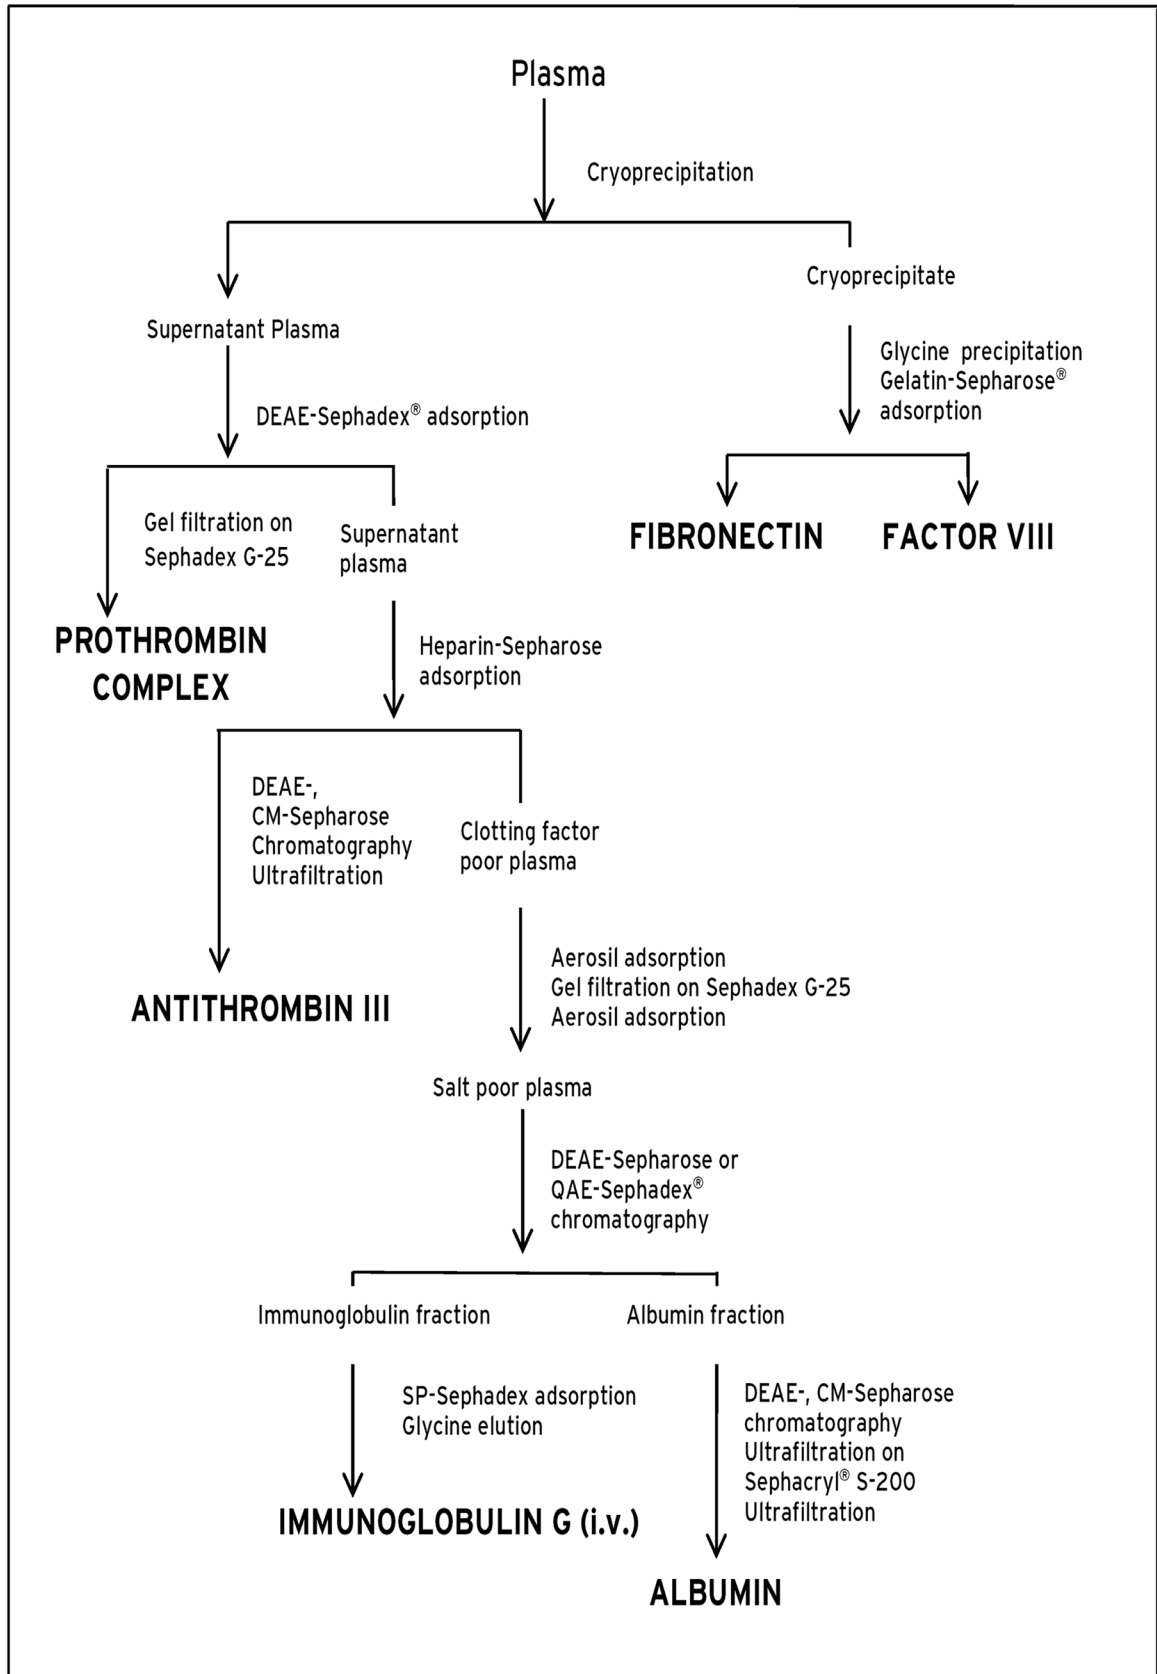 Plasma
Cryoprecipitation
Cryoprecipitate
Supernatant Plasma
Glycine precipitation
Gelatin-Sepharose®
adsorption
DEAE-Sephadex® adsorption
Gel filtration on
Sephadex G-25
Supernatant
plasma
FIBRONECTIN
FACTOR VIII
PROTHROMBIN
COMPLEX
Heparin-Sepharose
adsorption
DEAE-,
CM-Sepharose
Chromatography
Ultrafiltration
Clotting factor
poor plasma
ANTITHROMBIN III
Aerosil adsorption
Gel filtration on Sephadex G-25
Aerosil adsorption
Salt poor plasma
DEAE-Sepharose or
QAE-Sephadex®
chromatography
Immunoglobulin fraction
Albumin fraction
SP-Sephadex adsorption
Glycine elution
DEAE-, CM-Sepharose
chromatography
Ultrafiltration on
Sephacryl® S-200
Ultrafiltration
IMMUNOGLOBULIN G (i.v.)
ALBUMIN